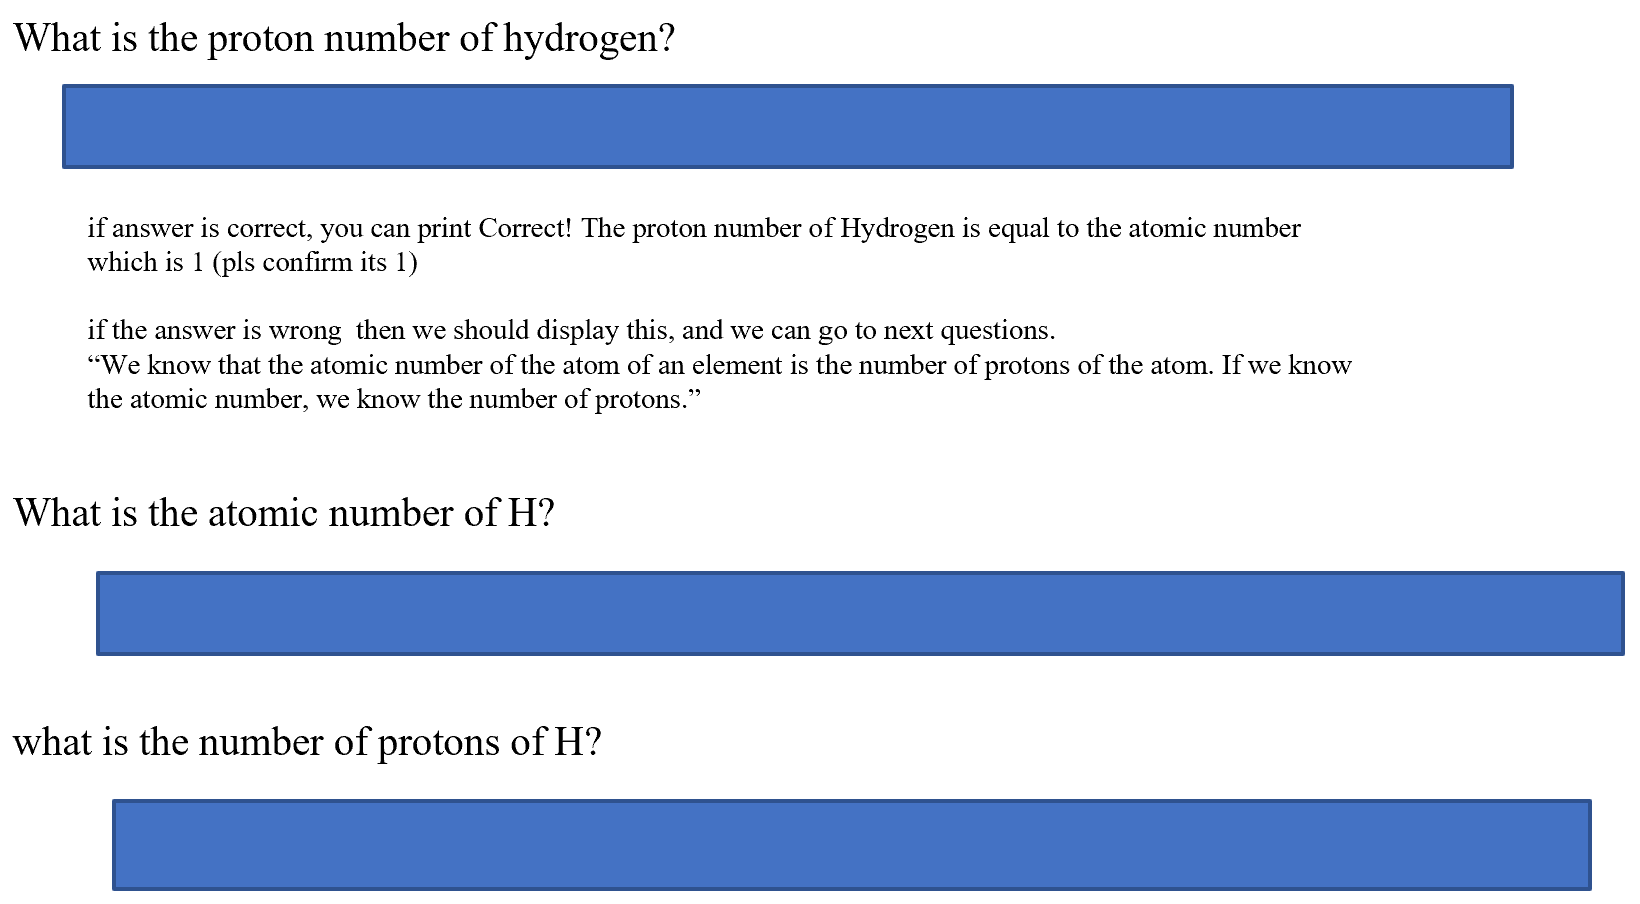 What is the proton number of hydrogen?
if answer is correct, you can print Correct! The proton number of Hydrogen is equal to the atomic number
which is 1 (pls confirm its 1)
if the answer is wrong  then we should display this, and we can go to next questions.
“We know that the atomic number of the atom of an element is the number of protons of the atom. If we know
the atomic number, we know the number of protons.”
What is the atomic number of H?
what is the number of protons of H?